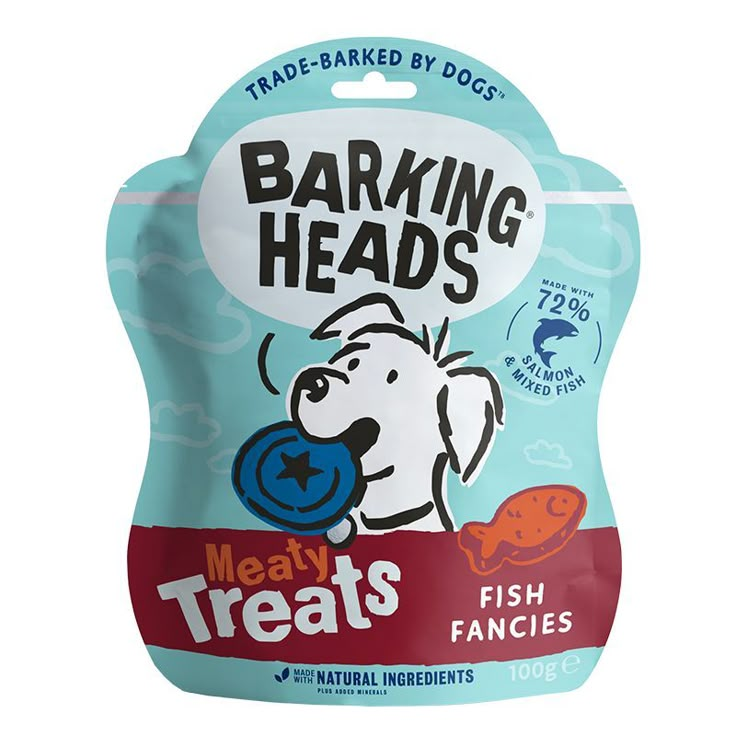 TRADE-BARKED BY DOGS™
BARKING
HEADS®
MADE WITH
72%
SALMON
& MIXED FISH
Meaty
Treats
FISH
FANCIES
MADE
WITH
NATURAL INGREDIENTS
PLUS ADDED MINERALS
100g ℮